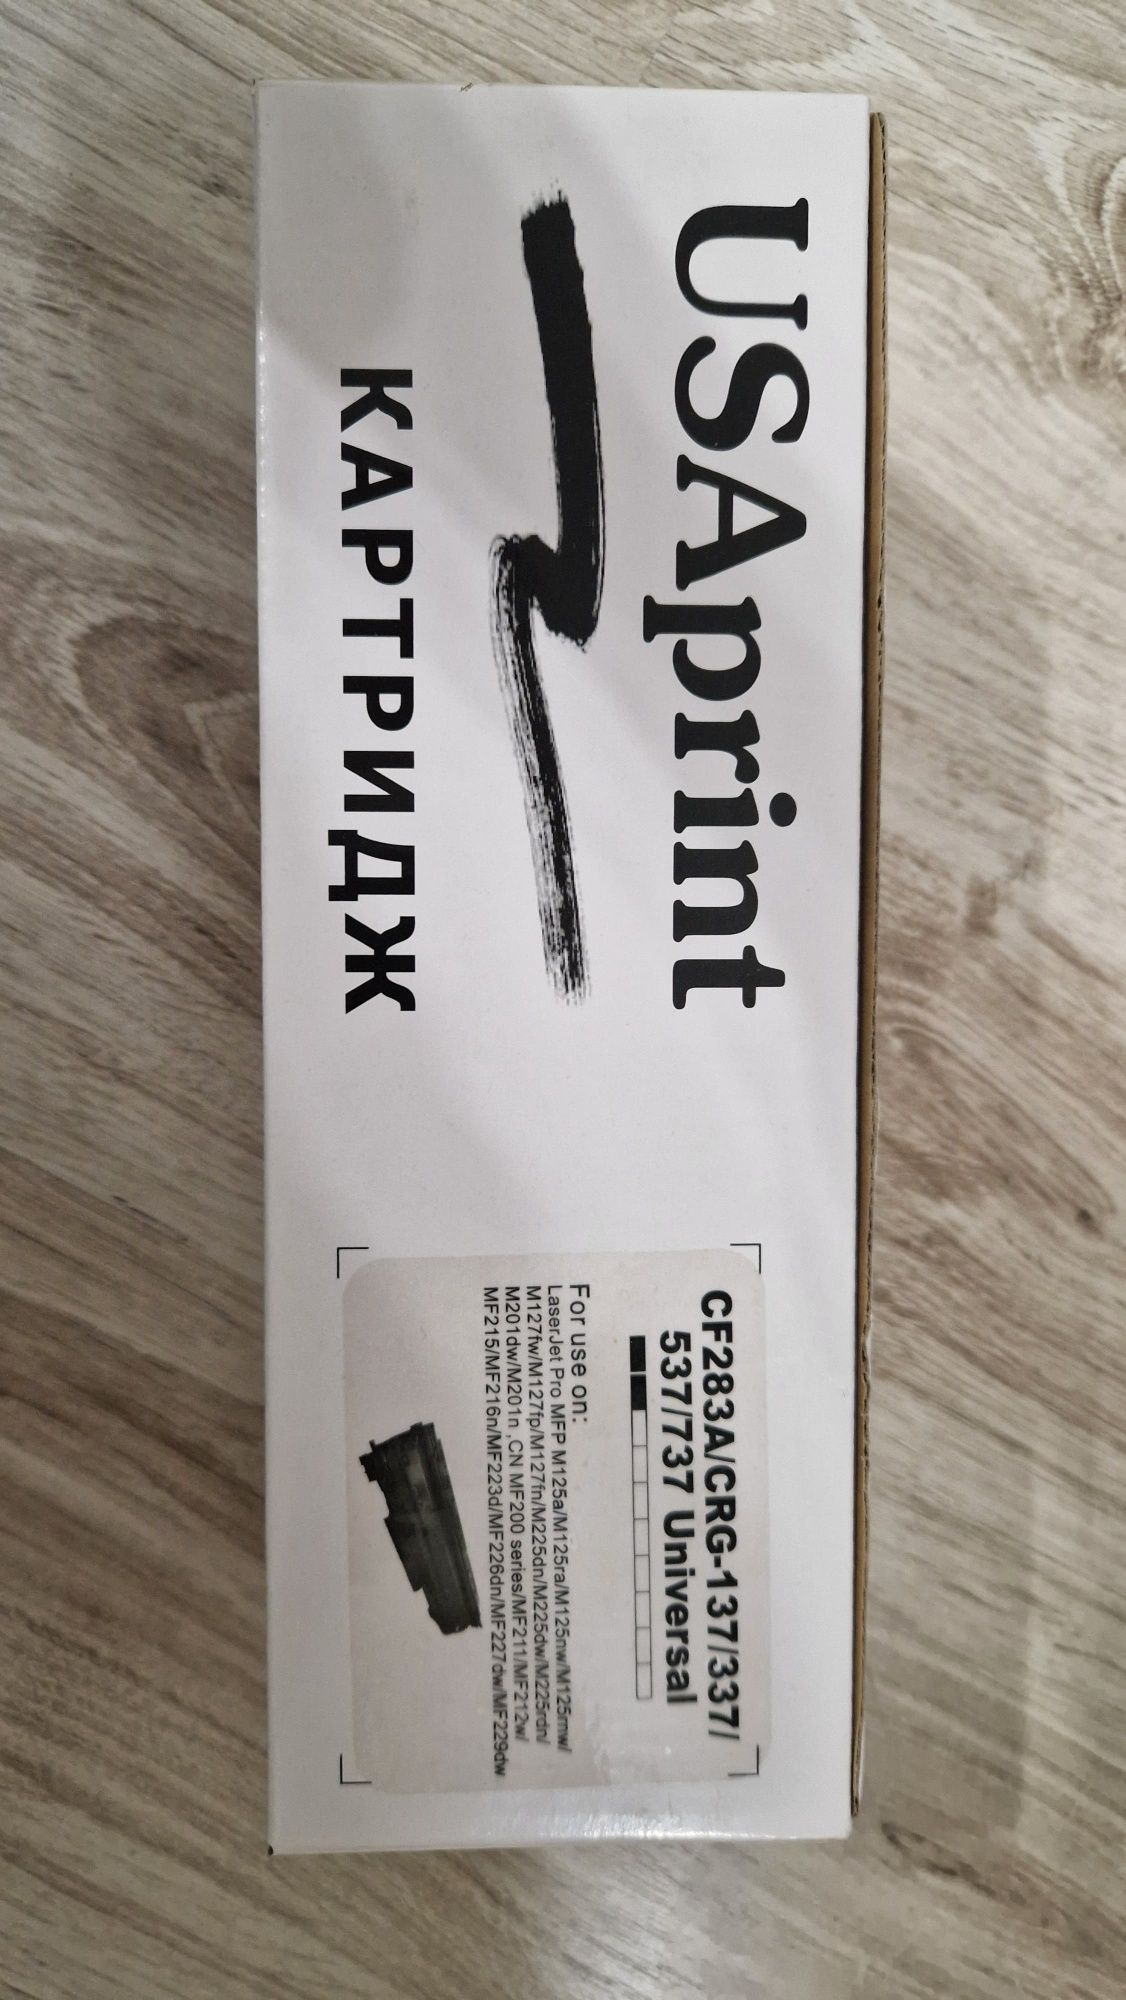 USAprint
КАРТРИДЖ
CF283A/CRG-137/337/
537/737 Universal
For use on:
LaserJet Pro MFP M125a/M125ra/M125nw/M125rnw/
M127fw/M127fp/M127fn/M225dn/M225dw/M225rdn/
M201dw/M201n ,CN MF200 series/MF211/MF212w/
MF215/MF216n/MF223d/MF226dn/MF227dw/MF229dw